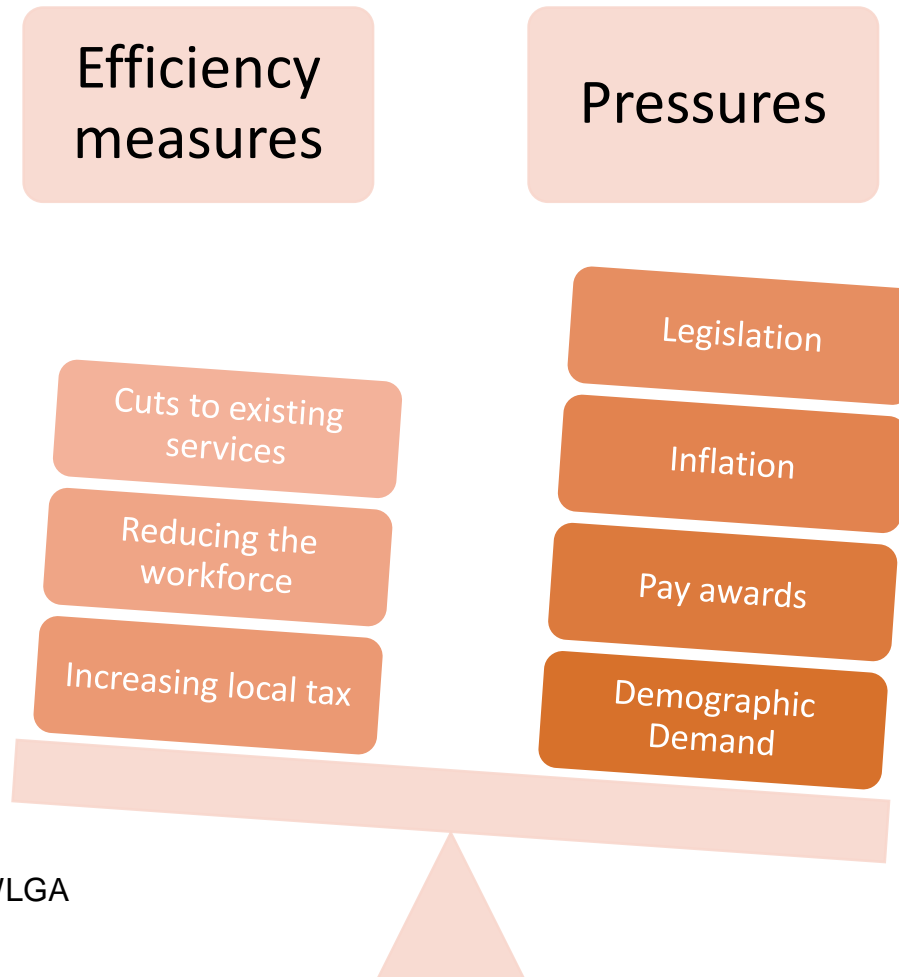 Efficiency
measures
Pressures
Cuts to existing
services
Reducing the
workforce
Increasing local tax
Legislation
Inflation
Pay awards
Demographic
Demand
WLGA